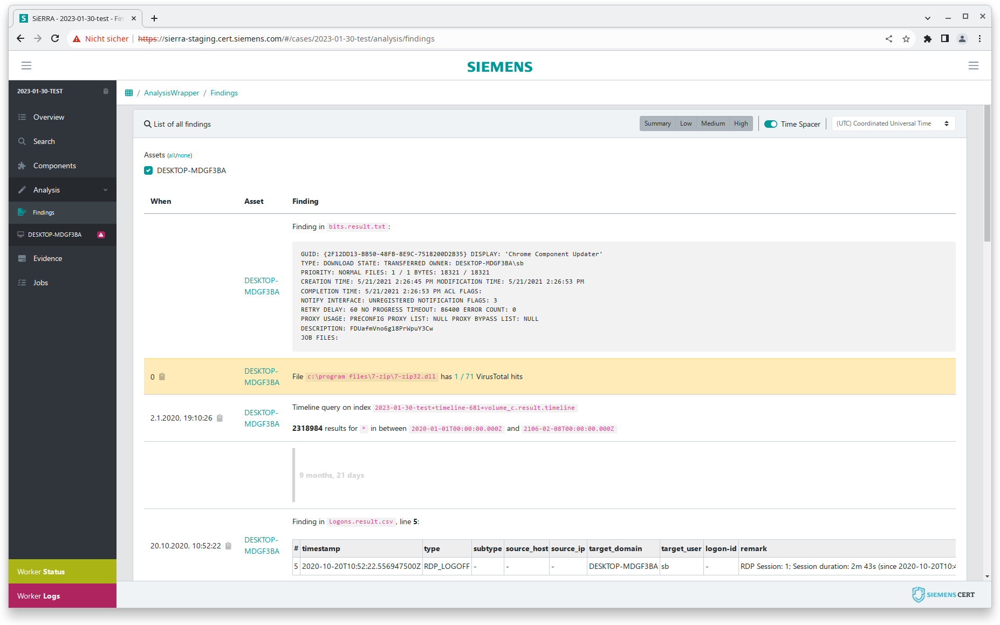 SiERRA - 2023-01-30-test - Fin
Nicht sicher
https://sierra-staging.cert.siemens.com/#/cases/2023-01-30-test/analysis/findings
SIEMENS
2023-01-30-TEST
Overview
Search
Components
Analysis
Findings
DESKTOP-MDGF3BA
Evidence
Jobs
Worker Status
Worker Logs
/ AnalysisWrapper / Findings
List of all findings
Summary Low Medium High
Time Spacer
(UTC) Coordinated Universal Time
Assets (all/none)
DESKTOP-MDGF3BA
When Asset Finding
Finding in bits.result.txt:
DESKTOP-
MDGF3BA
GUID: {2F12DD13-BB50-48FB-8E9C-7518200D2B35} DISPLAY: 'Chrome Component Updater'
TYPE: DOWNLOAD STATE: TRANSFERRED OWNER: DESKTOP-MDGF3BA\sb
PRIORITY: NORMAL FILES: 1 / 1 BYTES: 18321 / 18321
CREATION TIME: 5/21/2021 2:26:45 PM MODIFICATION TIME: 5/21/2021 2:26:53 PM
COMPLETION TIME: 5/21/2021 2:26:53 PM ACL FLAGS:
NOTIFY INTERFACE: UNREGISTERED NOTIFICATION FLAGS: 3
RETRY DELAY: 60 NO PROGRESS TIMEOUT: 86400 ERROR COUNT: 0
PROXY USAGE: PRECONFIG PROXY LIST: NULL PROXY BYPASS LIST: NULL
DESCRIPTION: FDUafmVno6g18PrWpuY3Cw
JOB FILES:
0
DESKTOP-
MDGF3BA
File c:\program files\7-zip\7-zip32.dll has 1 / 71 VirusTotal hits
2.1.2020, 19:10:26
DESKTOP-
MDGF3BA
Timeline query on index 2023-01-30-test+timeline-681+volume_c.result.timeline
2318984 results for * in between 2020-01-01T00:00:00.000Z and 2106-02-08T00:00:00.000Z
9 months, 21 days
20.10.2020, 10:52:22
DESKTOP-
MDGF3BA
Finding in Logons.result.csv, line 5:
# timestamp type subtype source_host source_ip target_domain target_user logon-id remark
5 2020-10-20T10:52:22.556947500Z RDP_LOGOFF - - - DESKTOP-MDGF3BA sb - RDP Session: 1; Session duration: 2m 43s (since 2020-10-20T10:4
SIEMENS CERT